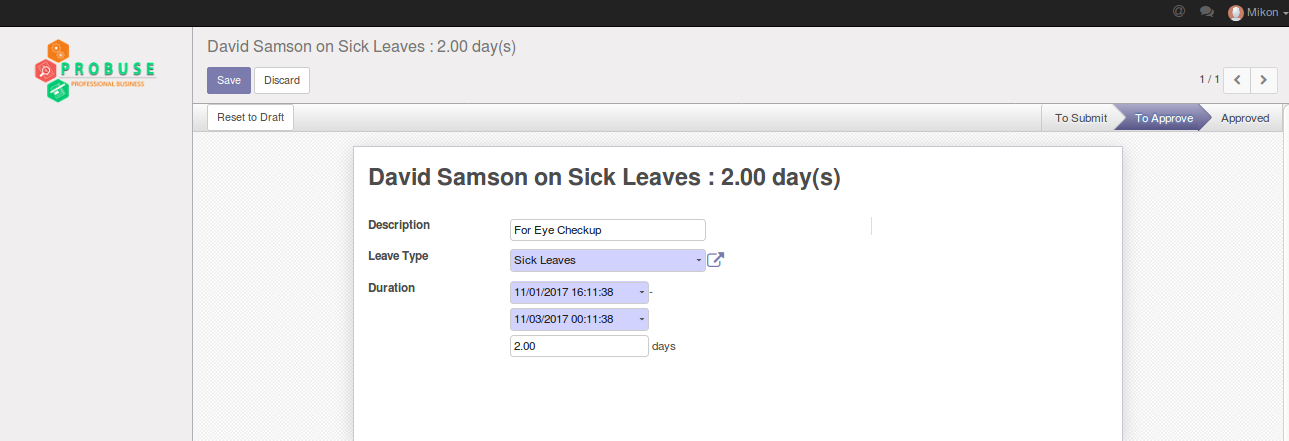 @ Mikon
PROBUSE
PROFESSIONAL BUSINESS
David Samson on Sick Leaves : 2.00 day(s)
Save Discard 1 / 1
Reset to Draft To Submit To Approve Approved
David Samson on Sick Leaves : 2.00 day(s)
Description For Eye Checkup
Leave Type Sick Leaves
Duration 11/01/2017 16:11:38 -
11/03/2017 00:11:38
2.00 days